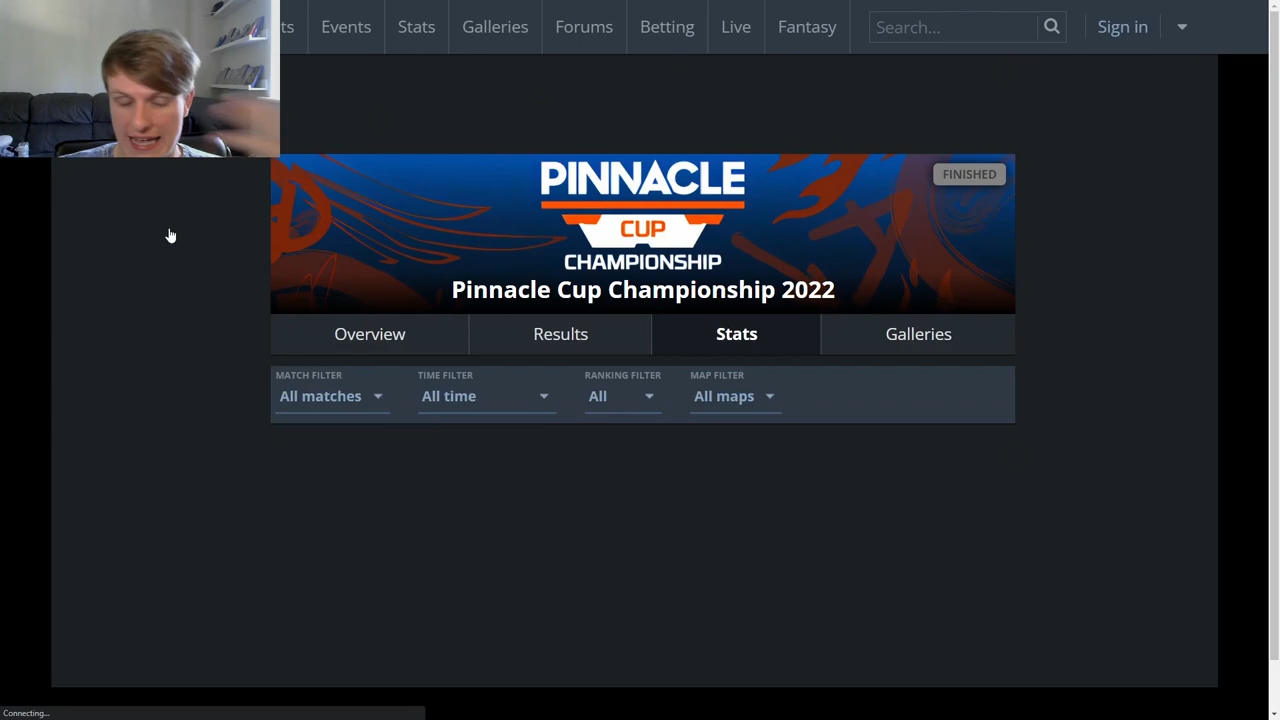 ts Events Stats Galleries Forums Betting Live Fantasy Search... Sign in
PINNACLE
CUP
CHAMPIONSHIP
FINISHED
Pinnacle Cup Championship 2022
Overview Results Stats Galleries
MATCH FILTER TIME FILTER RANKING FILTER MAP FILTER
All matches All time All All maps
Connecting...